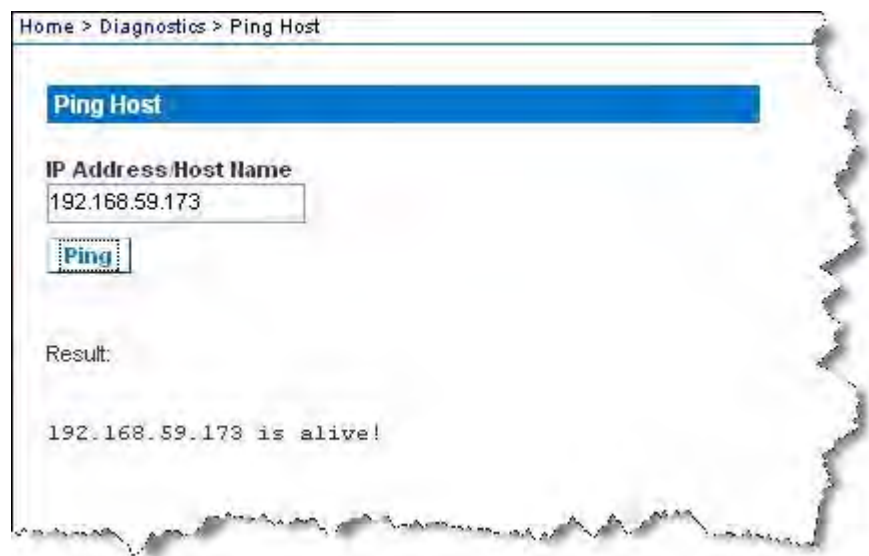 Home > Diagnostics > Ping Host
Ping Host
IP Address/Host Name
192.168.59.173
Ping
Result:
192.168.59.173 is alive!